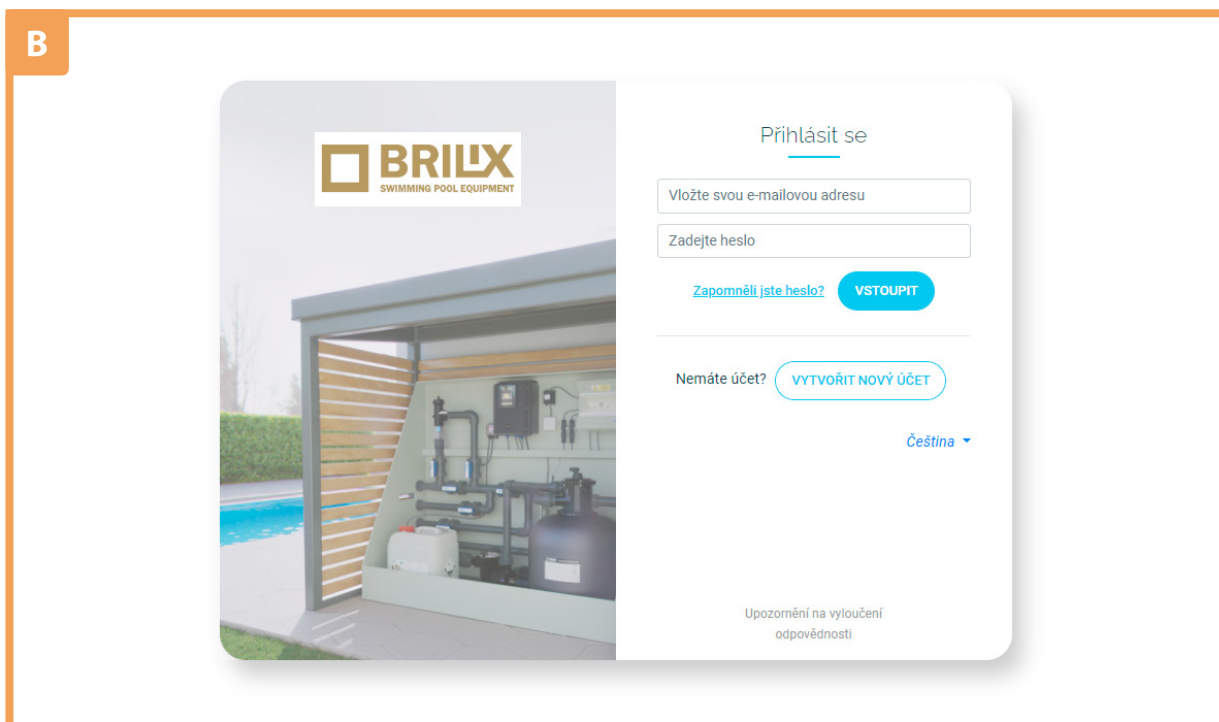 B
BRILIX
SWIMMING POOL EQUIPMENT
Přihlásit se
Vložte svou e-mailovou adresu
Zadejte heslo
Zapomněli jste heslo? VSTOUPIT
Nemáte účet? VYTVOŘIT NOVÝ ÚČET
Čeština
Upozornění na vyloučení
odpovědnosti